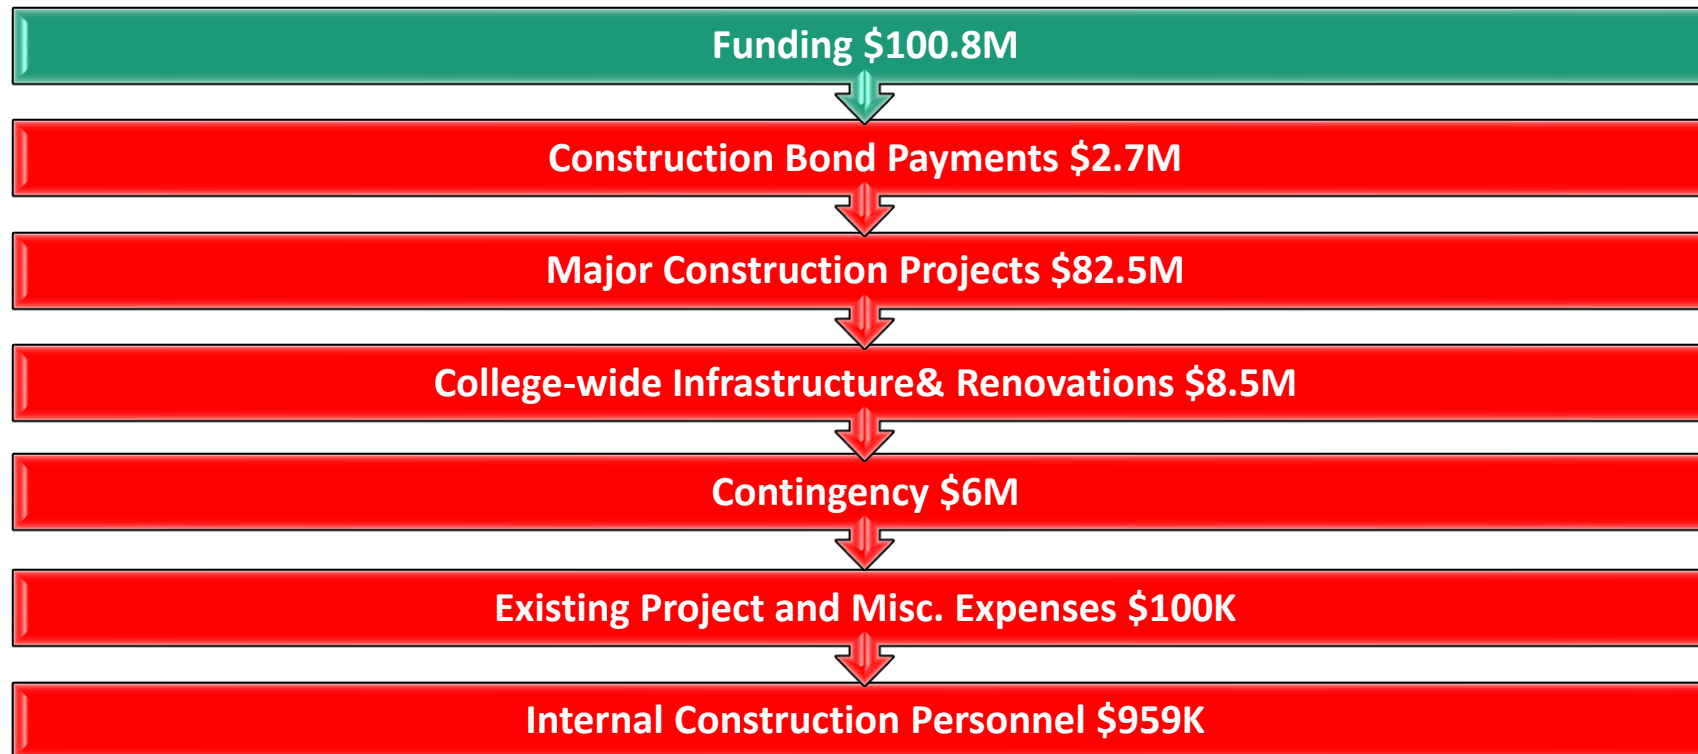 Funding $100.8M
Construction Bond Payments $2.7M
Major Construction Projects $82.5M
College-wide Infrastructure& Renovations $8.5M
Contingency $6M
Existing Project and Misc. Expenses $100K
Internal Construction Personnel $959K